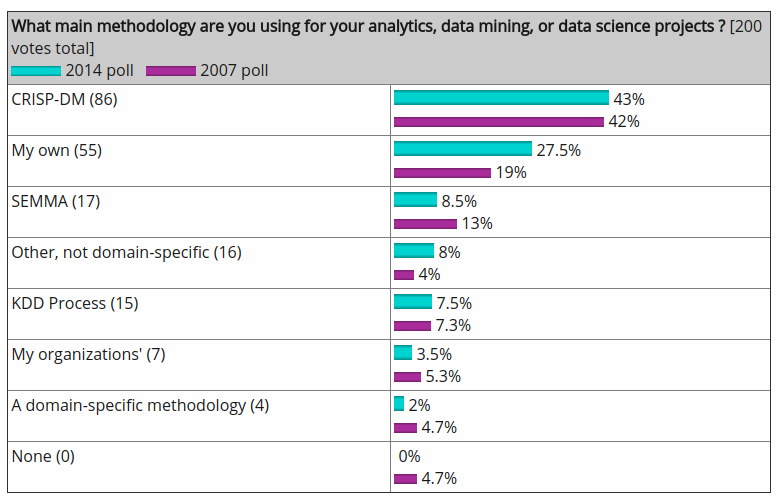 What main methodology are you using for your analytics, data mining, or data science projects ? [200
votes total]
2014 poll 2007 poll
CRISP-DM (86)
43%
42%
My own (55)
27.5%
19%
SEMMA (17)
8.5%
13%
Other, not domain-specific (16)
8%
4%
KDD Process (15)
7.5%
7.3%
My organizations' (7)
3.5%
5.3%
A domain-specific methodology (4)
2%
4.7%
None (0)
0%
4.7%